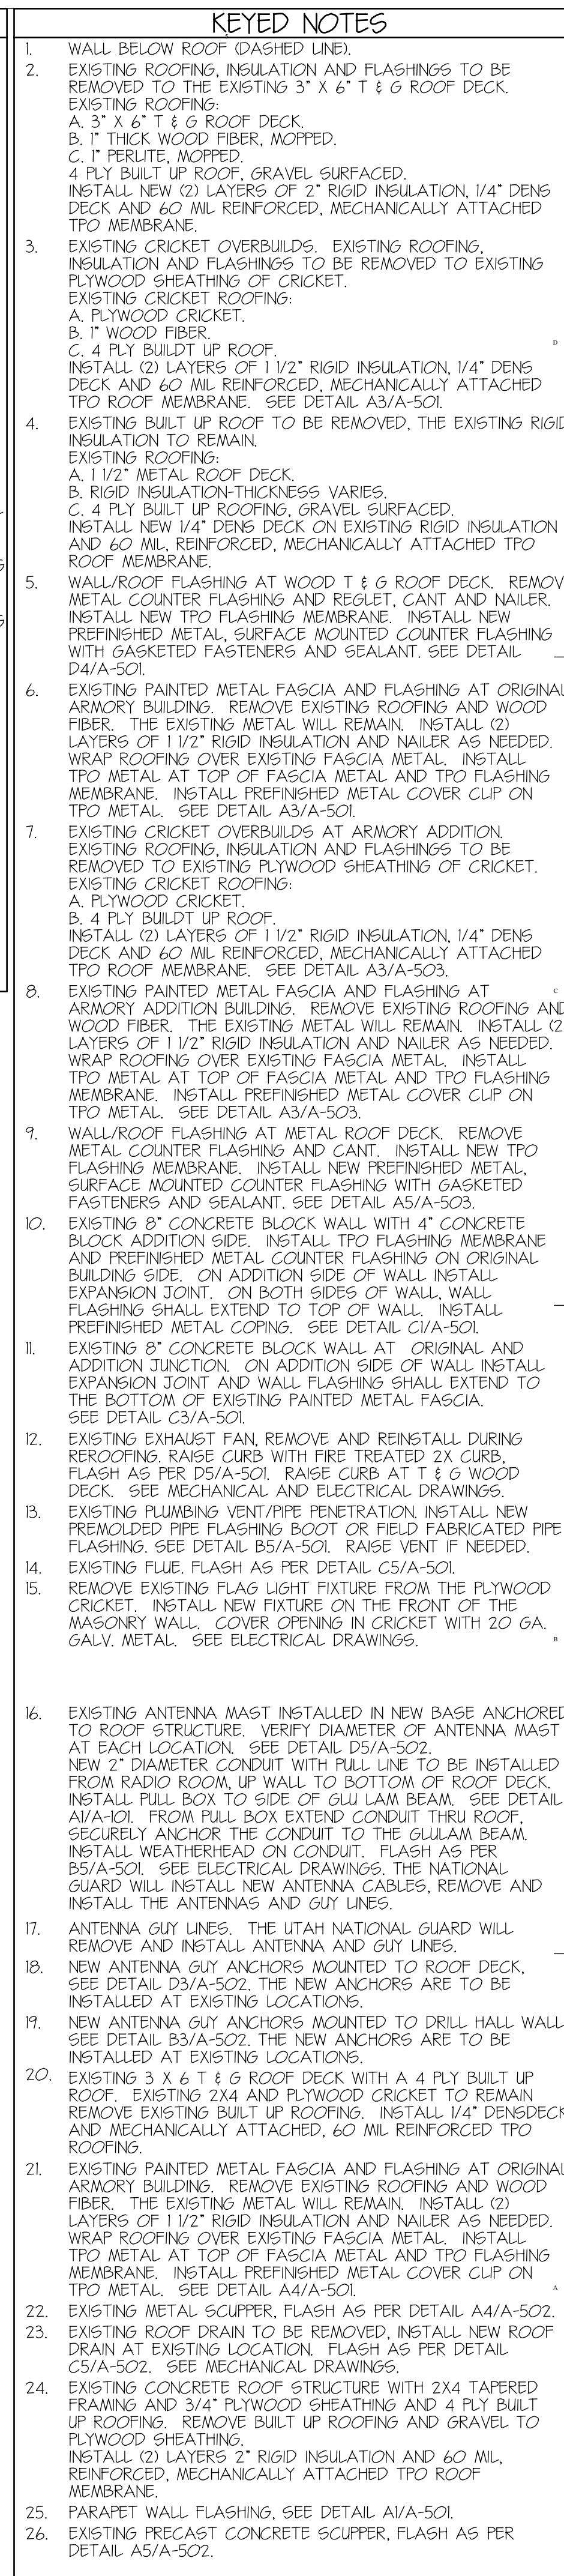 KEYED NOTES
1. WALL BELOW ROOF (DASHED LINE).
2. EXISTING ROOFING, INSULATION AND FLASHINGS TO BE
REMOVED TO THE EXISTING 3" X 6" T & G ROOF DECK.
EXISTING ROOFING:
A. 3" X 6" T & G ROOF DECK.
B. 1" THICK WOOD FIBER, MOPPED.
C. 1" PERLITE, MOPPED.
4 PLY BUILT UP ROOF, GRAVEL SURFACED.
INSTALL NEW (2) LAYERS OF 2" RIGID INSULATION, 1/4" DENS
DECK AND 60 MIL REINFORCED, MECHANICALLY ATTACHED
TPO MEMBRANE.
3. EXISTING CRICKET OVERBUILDS. EXISTING ROOFING,
INSULATION AND FLASHINGS TO BE REMOVED TO EXISTING
PLYWOOD SHEATHING OF CRICKET.
EXISTING CRICKET ROOFING:
A. PLYWOOD CRICKET.
B. 1" WOOD FIBER.
C. 4 PLY BUILDT UP ROOF.
D
INSTALL (2) LAYERS OF 1 1/2" RIGID INSULATION, 1/4" DENS
DECK AND 60 MIL REINFORCED, MECHANICALLY ATTACHED
TPO ROOF MEMBRANE. SEE DETAIL A3/A-501.
4. EXISTING BUILT UP ROOF TO BE REMOVED, THE EXISTING RIGID
INSULATION TO REMAIN.
EXISTING ROOFING:
A. 1 1/2" METAL ROOF DECK.
B. RIGID INSULATION-THICKNESS VARIES.
C. 4 PLY BUILT UP ROOFING, GRAVEL SURFACED.
INSTALL NEW 1/4" DENS DECK ON EXISTING RIGID INSULATION
AND 60 MIL, REINFORCED, MECHANICALLY ATTACHED TPO
ROOF MEMBRANE.
5. WALL/ROOF FLASHING AT WOOD T & G ROOF DECK. REMOV
METAL COUNTER FLASHING AND REGLET, CANT AND NAILER.
INSTALL NEW TPO FLASHING MEMBRANE. INSTALL NEW
PREFINISHED METAL, SURFACE MOUNTED COUNTER FLASHING
WITH GASKETED FASTENERS AND SEALANT. SEE DETAIL
D4/A-501.
6. EXISTING PAINTED METAL FASCIA AND FLASHING AT ORIGINAL
ARMORY BUILDING. REMOVE EXISTING ROOFING AND WOOD
FIBER. THE EXISTING METAL WILL REMAIN. INSTALL (2)
LAYERS OF 1 1/2" RIGID INSULATION AND NAILER AS NEEDED.
WRAP ROOFING OVER EXISTING FASCIA METAL. INSTALL
TPO METAL AT TOP OF FASCIA METAL AND TPO FLASHING
MEMBRANE. INSTALL PREFINISHED METAL COVER CLIP ON
TPO METAL. SEE DETAIL A3/A-501.
7. EXISTING CRICKET OVERBUILDS AT ARMORY ADDITION.
EXISTING ROOFING, INSULATION AND FLASHINGS TO BE
REMOVED TO EXISTING PLYWOOD SHEATHING OF CRICKET.
EXISTING CRICKET ROOFING:
A. PLYWOOD CRICKET.
B. 4 PLY BUILDT UP ROOF.
INSTALL (2) LAYERS OF 1 1/2" RIGID INSULATION, 1/4" DENS
DECK AND 60 MIL REINFORCED, MECHANICALLY ATTACHED
TPO ROOF MEMBRANE. SEE DETAIL A3/A-503.
8. EXISTING PAINTED METAL FASCIA AND FLASHING AT
C
ARMORY ADDITION BUILDING. REMOVE EXISTING ROOFING AND
WOOD FIBER. THE EXISTING METAL WILL REMAIN. INSTALL (2
LAYERS OF 1 1/2" RIGID INSULATION AND NAILER AS NEEDED.
WRAP ROOFING OVER EXISTING FASCIA METAL. INSTALL
TPO METAL AT TOP OF FASCIA METAL AND TPO FLASHING
MEMBRANE. INSTALL PREFINISHED METAL COVER CLIP ON
TPO METAL. SEE DETAIL A3/A-503.
9. WALL/ROOF FLASHING AT METAL ROOF DECK. REMOVE
METAL COUNTER FLASHING AND CANT. INSTALL NEW TPO
FLASHING MEMBRANE. INSTALL NEW PREFINISHED METAL,
SURFACE MOUNTED COUNTER FLASHING WITH GASKETED
FASTENERS AND SEALANT. SEE DETAIL A5/A-503.
10. EXISTING 8" CONCRETE BLOCK WALL WITH 4" CONCRETE
BLOCK ADDITION SIDE. INSTALL TPO FLASHING MEMBRANE
AND PREFINISHED METAL COUNTER FLASHING ON ORIGINAL
BUILDING SIDE. ON ADDITION SIDE OF WALL INSTALL
EXPANSION JOINT. ON BOTH SIDES OF WALL, WALL
FLASHING SHALL EXTEND TO TOP OF WALL. INSTALL
PREFINISHED METAL COPING. SEE DETAIL C1/A-501.
11. EXISTING 8" CONCRETE BLOCK WALL AT ORIGINAL AND
ADDITION JUNCTION. ON ADDITION SIDE OF WALL INSTALL
EXPANSION JOINT AND WALL FLASHING SHALL EXTEND TO
THE BOTTOM OF EXISTING PAINTED METAL FASCIA.
SEE DETAIL C3/A-501.
12. EXISTING EXHAUST FAN, REMOVE AND REINSTALL DURING
REROOFING. RAISE CURB WITH FIRE TREATED 2X CURB,
FLASH AS PER D5/A-501. RAISE CURB AT T & G WOOD
DECK. SEE MECHANICAL AND ELECTRICAL DRAWINGS.
13. EXISTING PLUMBING VENT/PIPE PENETRATION. INSTALL NEW
PREMOLDED PIPE FLASHING BOOT OR FIELD FABRICATED PIPE
FLASHING. SEE DETAIL B5/A-501. RAISE VENT IF NEEDED.
14. EXISTING FLUE. FLASH AS PER DETAIL C5/A-501.
15. REMOVE EXISTING FLAG LIGHT FIXTURE FROM THE PLYWOOD
CRICKET. INSTALL NEW FIXTURE ON THE FRONT OF THE
MASONRY WALL. COVER OPENING IN CRICKET WITH 20 GA.
GALV. METAL. SEE ELECTRICAL DRAWINGS.
B
16. EXISTING ANTENNA MAST INSTALLED IN NEW BASE ANCHORED
TO ROOF STRUCTURE. VERIFY DIAMETER OF ANTENNA MAST
AT EACH LOCATION. SEE DETAIL D5/A-502.
NEW 2" DIAMETER CONDUIT WITH PULL LINE TO BE INSTALLED
FROM RADIO ROOM, UP WALL TO BOTTOM OF ROOF DECK.
INSTALL PULL BOX TO SIDE OF GLU LAM BEAM. SEE DETAIL
A1/A-101. FROM PULL BOX EXTEND CONDUIT THRU ROOF,
SECURELY ANCHOR THE CONDUIT TO THE GLULAM BEAM.
INSTALL WEATHERHEAD ON CONDUIT. FLASH AS PER
B5/A-501. SEE ELECTRICAL DRAWINGS. THE NATIONAL
GUARD WILL INSTALL NEW ANTENNA CABLES, REMOVE AND
INSTALL THE ANTENNAS AND GUY LINES.
17. ANTENNA GUY LINES. THE UTAH NATIONAL GUARD WILL
REMOVE AND INSTALL ANTENNA AND GUY LINES.
18. NEW ANTENNA GUY ANCHORS MOUNTED TO ROOF DECK,
SEE DETAIL D3/A-502. THE NEW ANCHORS ARE TO BE
INSTALLED AT EXISTING LOCATIONS.
19. NEW ANTENNA GUY ANCHORS MOUNTED TO DRILL HALL WALL
SEE DETAIL B3/A-502. THE NEW ANCHORS ARE TO BE
INSTALLED AT EXISTING LOCATIONS.
20. EXISTING 3 X 6 T & G ROOF DECK WITH A 4 PLY BUILT UP
ROOF. EXISTING 2X4 AND PLYWOOD CRICKET TO REMAIN
REMOVE EXISTING BUILT UP ROOFING. INSTALL 1/4" DENSDECK
AND MECHANICALLY ATTACHED, 60 MIL REINFORCED TPO
ROOFING.
21. EXISTING PAINTED METAL FASCIA AND FLASHING AT ORIGINAL
ARMORY BUILDING. REMOVE EXISTING ROOFING AND WOOD
FIBER. THE EXISTING METAL WILL REMAIN. INSTALL (2)
LAYERS OF 1 1/2" RIGID INSULATION AND NAILER AS NEEDED.
WRAP ROOFING OVER EXISTING FASCIA METAL. INSTALL
TPO METAL AT TOP OF FASCIA METAL AND TPO FLASHING
MEMBRANE. INSTALL PREFINISHED METAL COVER CLIP ON
TPO METAL. SEE DETAIL A4/A-501.
A
22. EXISTING METAL SCUPPER, FLASH AS PER DETAIL A4/A-502.
23. EXISTING ROOF DRAIN TO BE REMOVED, INSTALL NEW ROOF
DRAIN AT EXISTING LOCATION. FLASH AS PER DETAIL
C5/A-502. SEE MECHANICAL DRAWINGS.
24. EXISTING CONCRETE ROOF STRUCTURE WITH 2X4 TAPERED
FRAMING AND 3/4" PLYWOOD SHEATHING AND 4 PLY BUILT
UP ROOFING. REMOVE BUILT UP ROOFING AND GRAVEL TO
PLYWOOD SHEATHING.
INSTALL (2) LAYERS 2" RIGID INSULATION AND 60 MIL,
REINFORCED, MECHANICALLY ATTACHED TPO ROOF
MEMBRANE.
25. PARAPET WALL FLASHING, SEE DETAIL A1/A-501.
26. EXISTING PRECAST CONCRETE SCUPPER, FLASH AS PER
DETAIL A5/A-502.